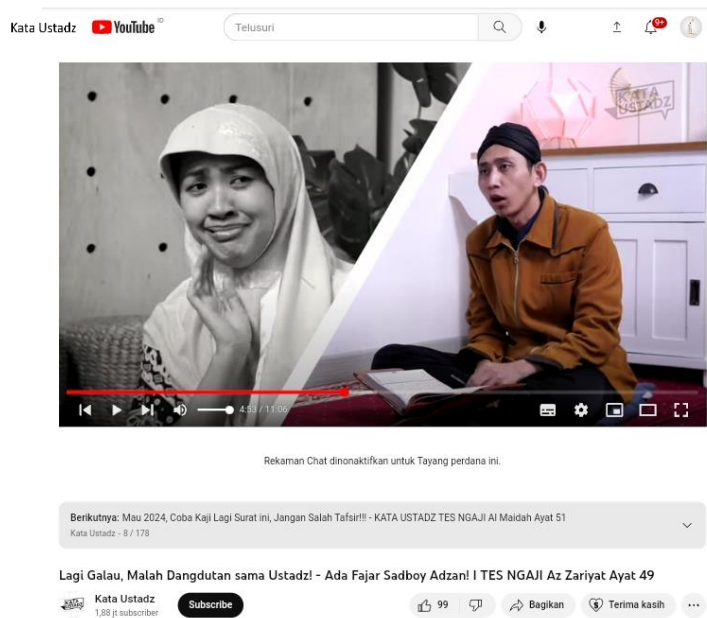 Kata Ustadz
YouTube ID
Telusuri
9+
KATA USTADZ
4:53 / 11:06
Rekaman Chat dinonaktifkan untuk Tayang perdana ini.
Berikutnya: Mau 2024, Coba Kaji Lagi Surat ini, Jangan Salah Tafsir!!! - KATA USTADZ TES NGAJI Al Maidah Ayat 51
Kata Ustadz - 8 / 178
Lagi Galau, Malah Dangdutan sama Ustadz! - Ada Fajar Sadboy Adzan! I TES NGAJI Az Zariyat Ayat 49
Kata Ustadz
1,88 jt subscriber
Subscribe
99
Bagikan
Terima kasih